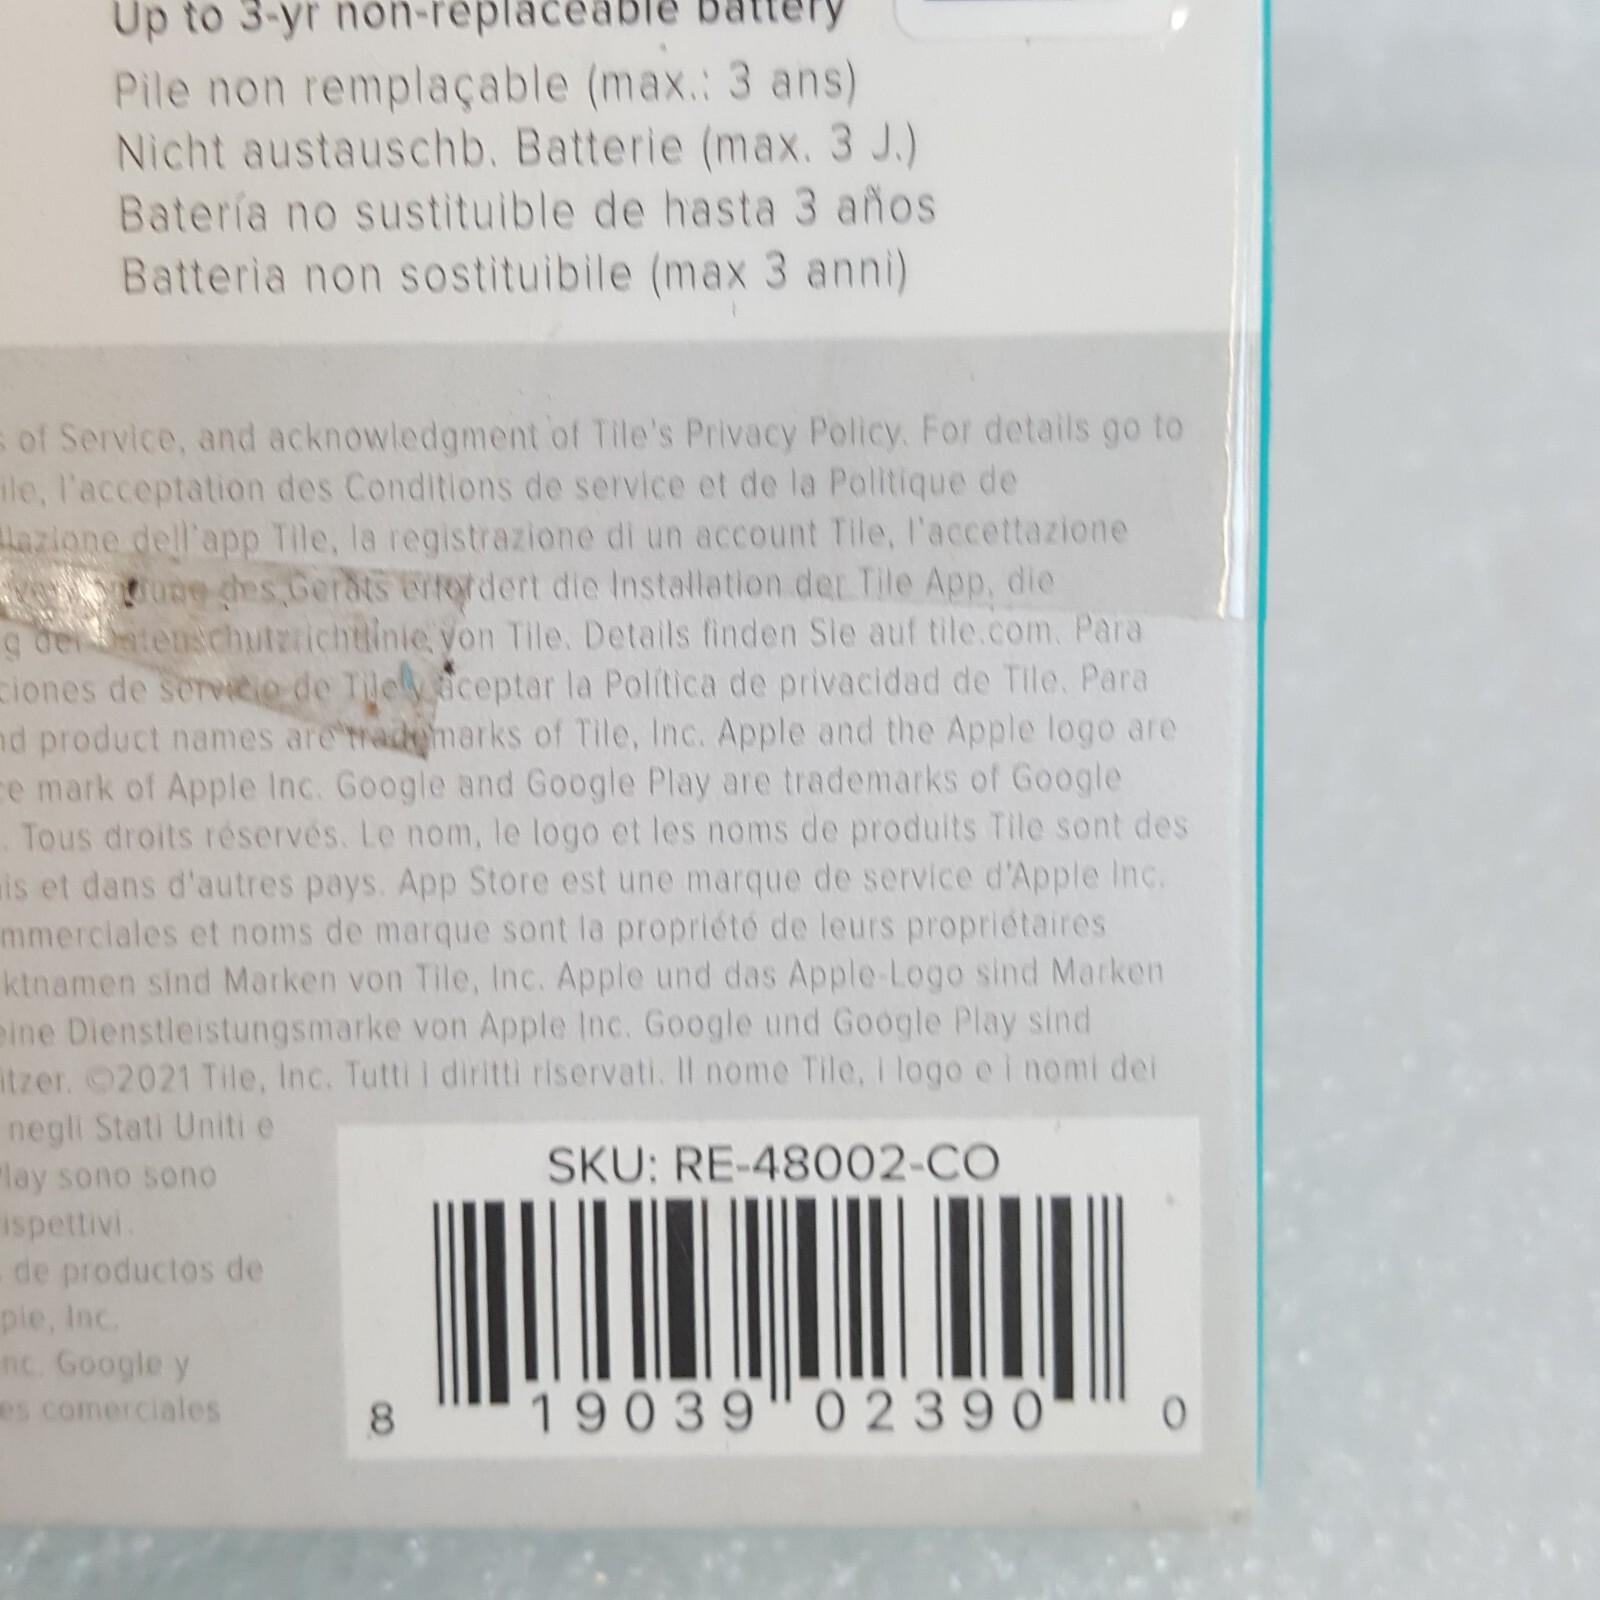 Up to 3-yr non-replaceable battery
Pile non remplaçable (max.: 3 ans)
Nicht austauschb. Batterie (max. 3 J.)
Batería no sustituible de hasta 3 años
Batteria non sostituibile (max 3 anni)
of Service, and acknowledgment of Tile's Privacy Policy. For details go to
l'acceptation des Conditions de service et de la Politique de
dell'app Tile, la registrazione di un account Tile, l'accettazione
des Geräts erfordert die Installation der Tile App, die
g der Datenschutzrichtlinie von Tile. Details finden Sie auf tile.com. Para
ciones de servicio de Tile y aceptar la Política de privacidad de Tile. Para
nd product names are trademarks of Tile, Inc. Apple and the Apple logo are
ce mark of Apple Inc. Google and Google Play are trademarks of Google
. Tous droits réservés. Le nom, le logo et les noms de produits Tile sont des
is et dans d'autres pays. App Store est une marque de service d'Apple Inc.
mmerciales et noms de marque sont la propriété de leurs propriétaires
ktnamen sind Marken von Tile, Inc. Apple und das Apple-Logo sind Marken
eine Dienstleistungsmarke von Apple Inc. Google und Google Play sind
itzer. ©2021 Tile, Inc. Tutti i diritti riservati. Il nome Tile, i logo e i nomi dei
negli Stati Uniti e
Play sono sono
ispettivi.
de productos de
ple, Inc.
nc. Google y
es comerciales
SKU: RE-48002-CO
8 19039 02390 0